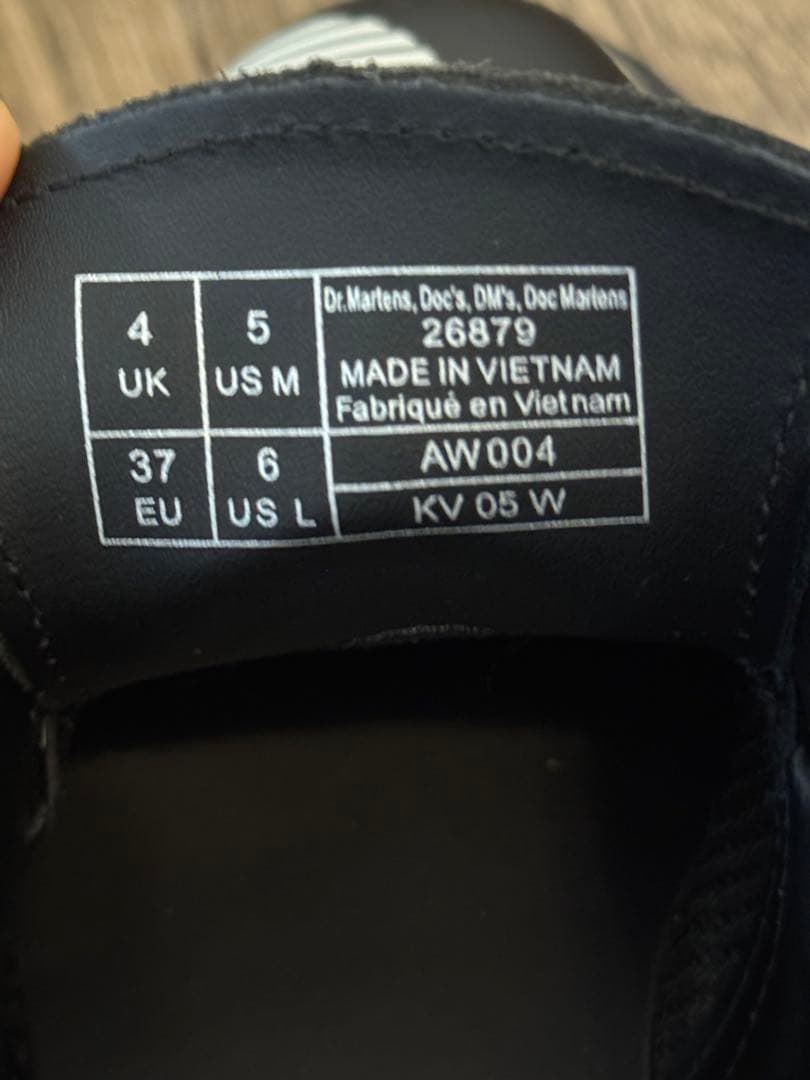 4
UK
5
US M
Dr.Martens, Doc's, DM's, Doc Martens
26879
MADE IN VIETNAM
Fabriqué en Vietnam
37
EU
6
US L
AW004
KV 05 W